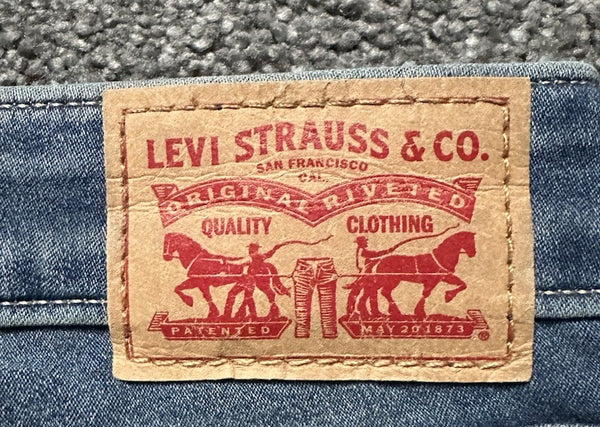 LEVI STRAUSS & CO.
SAN FRANCISCO
CAL
ORIGINAL RIVETED
QUALITY CLOTHING
PATENTED MAY 20 1873
®